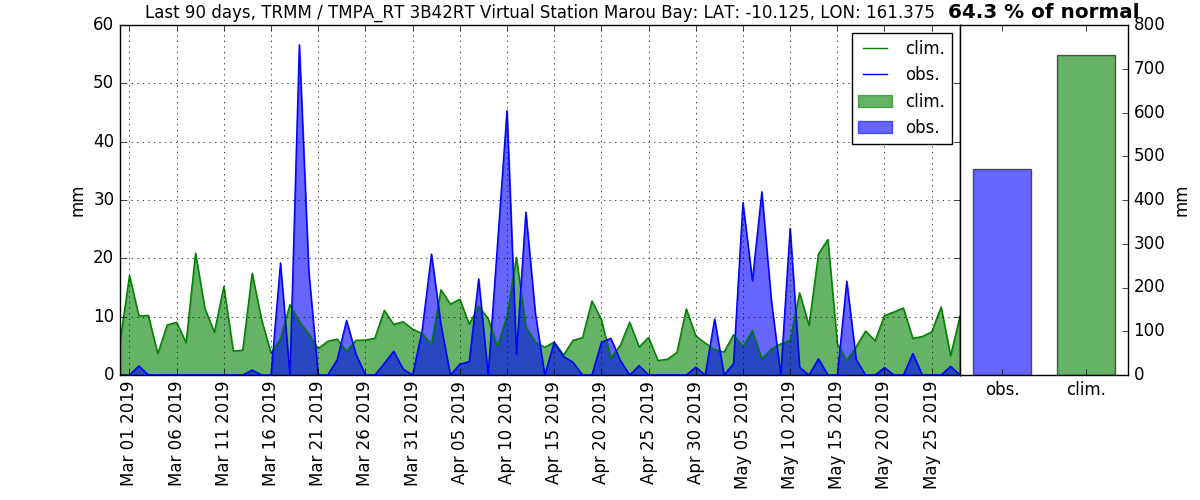 Last 90 days, TRMM / TMPA_RT 3B42RT Virtual Station Marou Bay: LAT: -10.125, LON: 161.375 64.3 % of normal
60
50
40
30
20
10
0
mm
clim.
obs.
clim.
obs.
Mar 01 2019
Mar 06 2019
Mar 11 2019
Mar 16 2019
Mar 21 2019
Mar 26 2019
Mar 31 2019
Apr 05 2019
Apr 10 2019
Apr 15 2019
Apr 20 2019
Apr 25 2019
Apr 30 2019
May 05 2019
May 10 2019
May 15 2019
May 20 2019
May 25 2019
800
700
600
500
400
300
200
100
0
mm
obs.
clim.